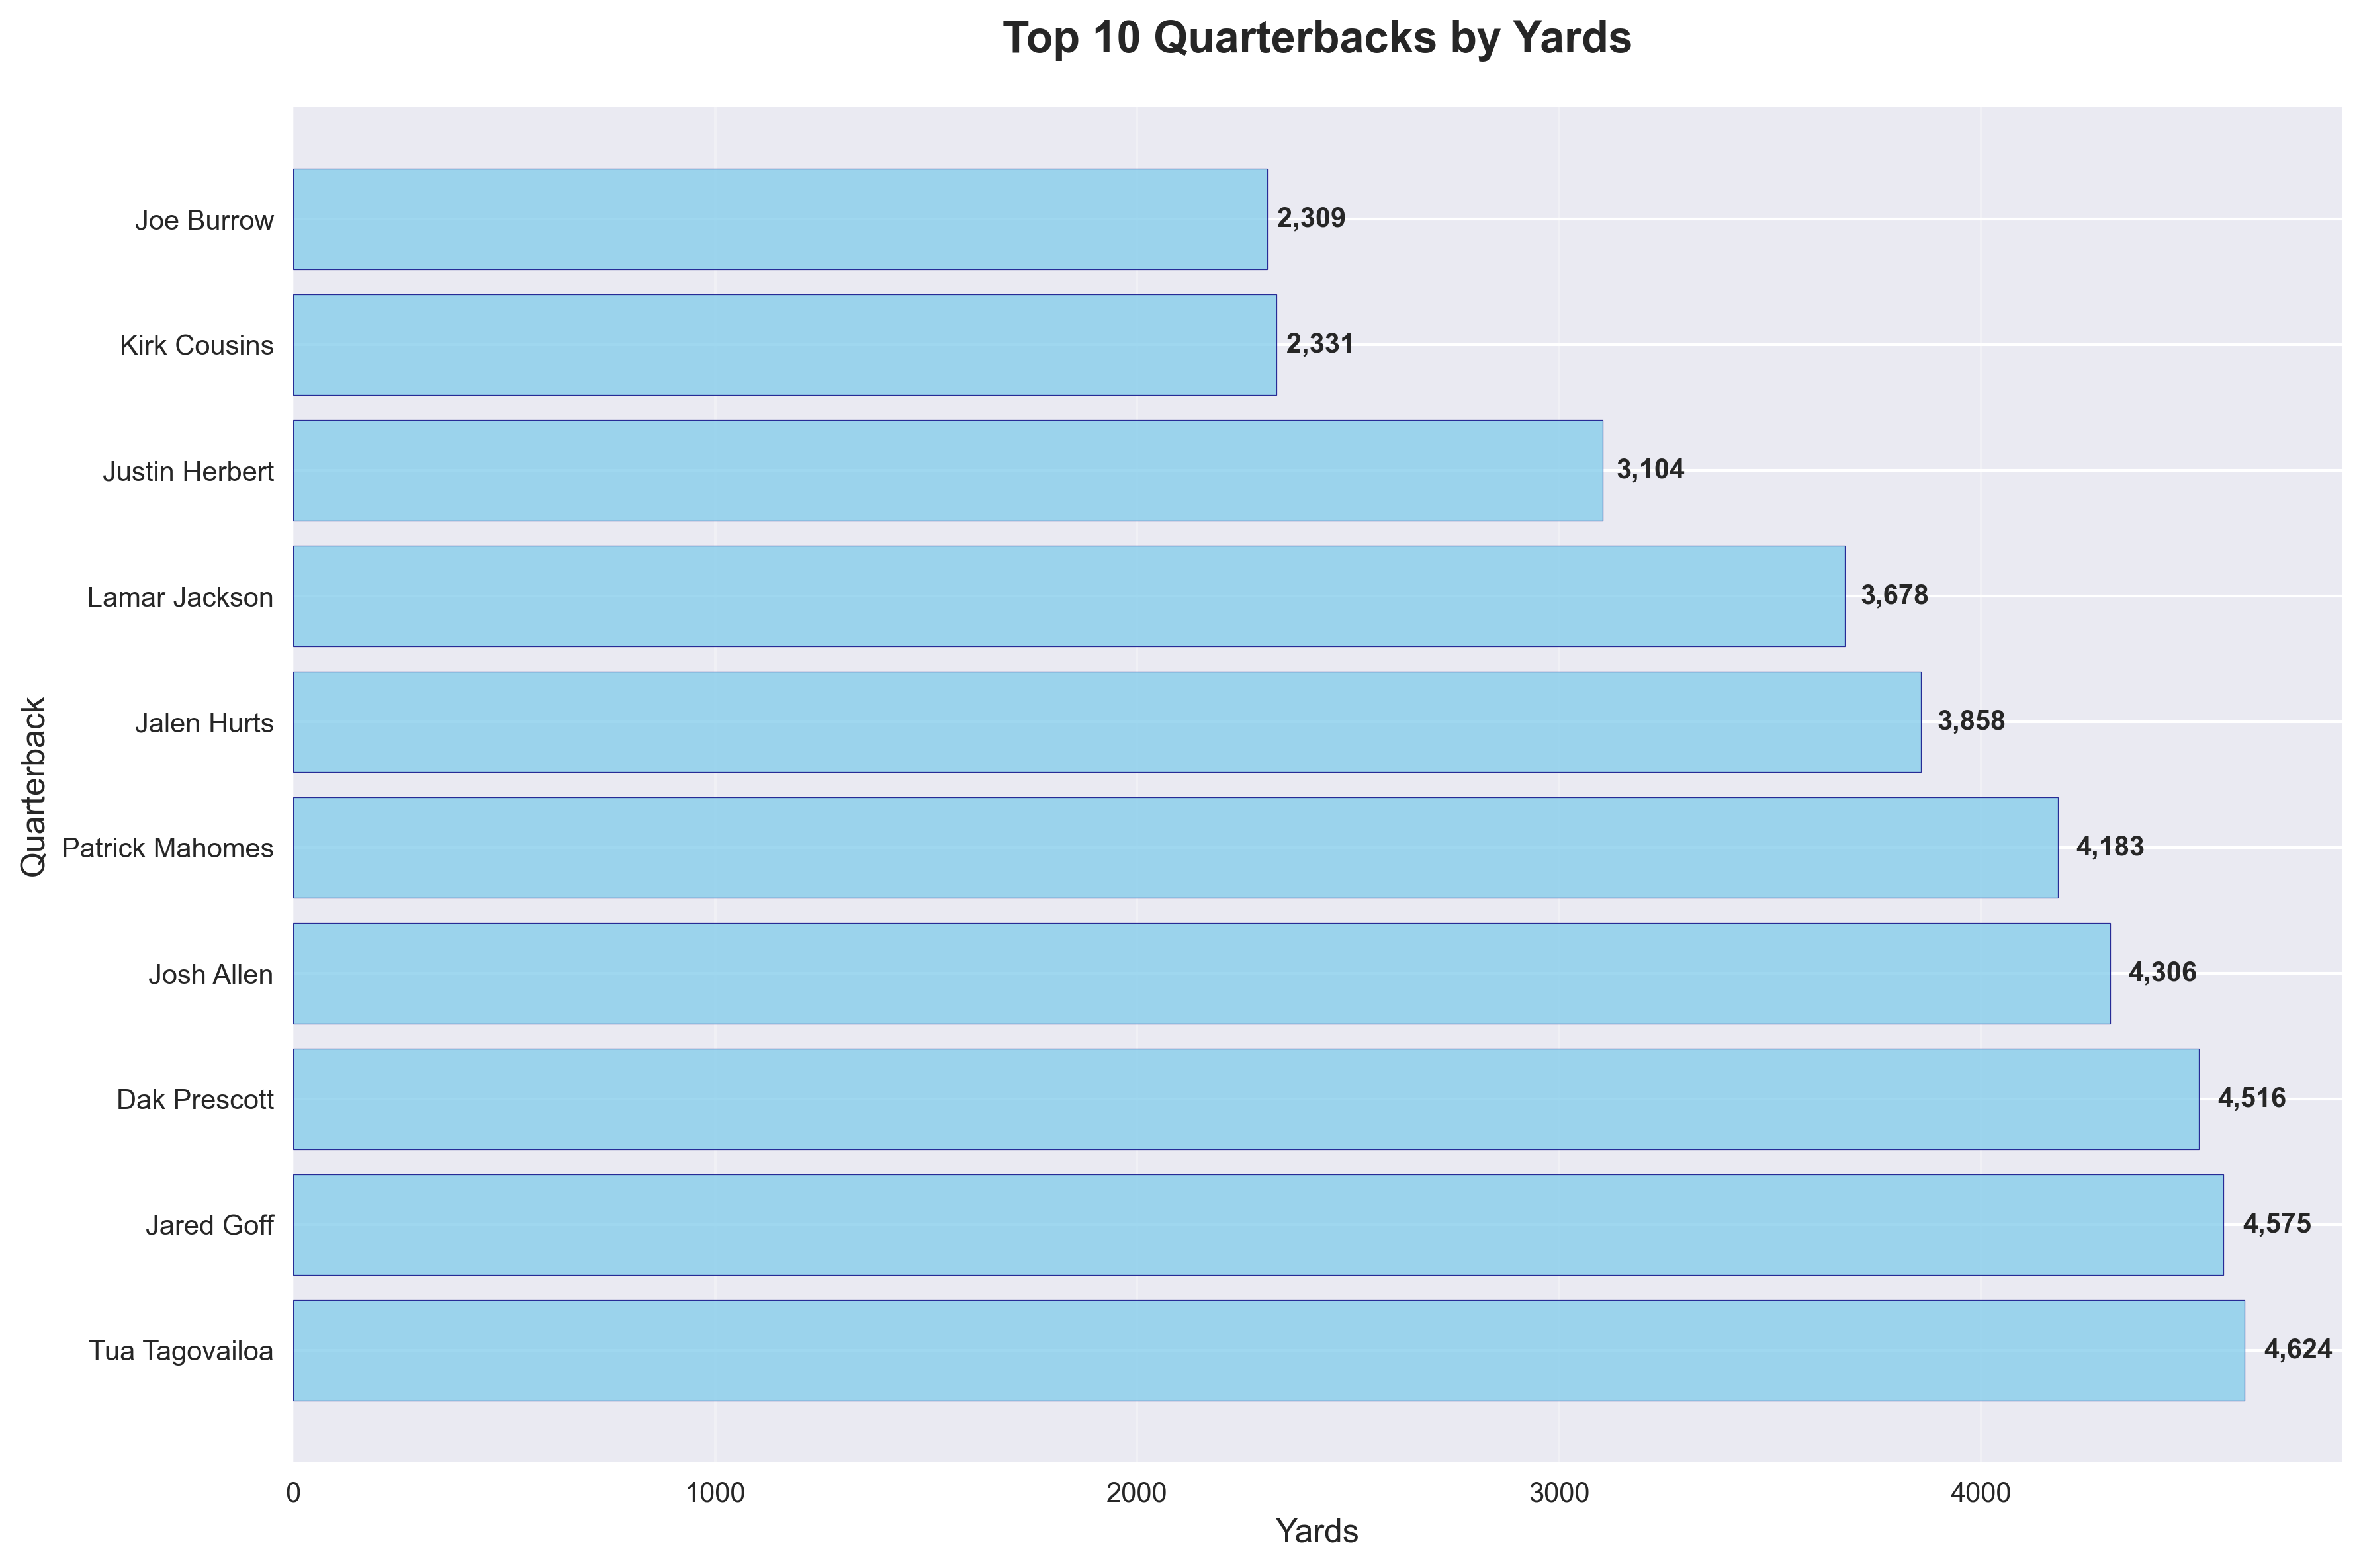 Top 10 Quarterbacks by Yards
Joe Burrow 2,309
Kirk Cousins 2,331
Justin Herbert 3,104
Lamar Jackson 3,678
Jalen Hurts 3,858
Patrick Mahomes 4,183
Josh Allen 4,306
Dak Prescott 4,516
Jared Goff 4,575
Tua Tagovailoa 4,624
Quarterback
0 1000 2000 3000 4000
Yards